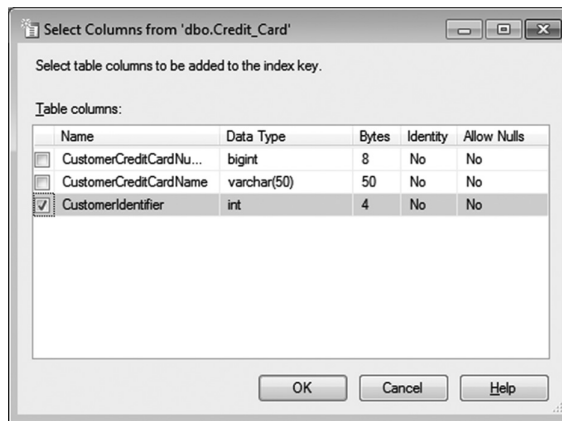 Select Columns from 'dbo.Credit_Card'
Select table columns to be added to the index key.
Table columns:
Name Data Type Bytes Identity Allow Nulls
CustomerCreditCardNu... bigint 8 No No
CustomerCreditCardName varchar(50) 50 No No
CustomerIdentifier int 4 No No
OK Cancel Help